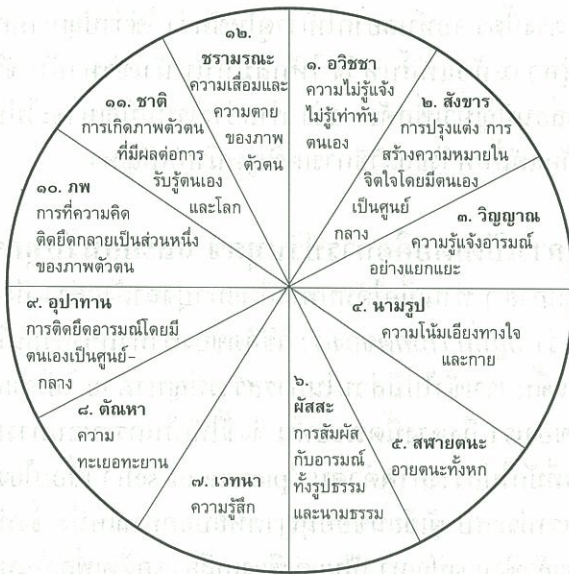 ๑. อวิชชา
ความไม่รู้แจ้ง
ไม่รู้เท่าทัน
ตนเอง
๒. สังขาร
การปรุงแต่ง การ
สร้างความหมายใน
จิตใจโดยมีตนเอง
เป็นศูนย์
กลาง
๓. วิญญาณ
ความรู้แจ้งอารมณ์
อย่างแยกแยะ
๔. นามรูป
ความโน้มเอียงทางใจ
และกาย
๕. สฬายตนะ
อายตนะทั้งหก
๖.
ผัสสะ
การสัมผัส
กับอารมณ์
ทั้งรูปธรรม
และนามธรรม
๗. เวทนา
ความรู้สึก
๘. ตัณหา
ความ
ทะเยอทะยาน
๙. อุปาทาน
การติดยึดอารมณ์โดยมี
ตนเองเป็นศูนย์-
กลาง
๑๐. ภพ
การที่ความคิด
ติดยึดกลายเป็นส่วนหนึ่ง
ของภาพตัวตน
๑๑. ชาติ
การเกิดภาพตัวตน
ที่มีผลต่อการ
รับรู้ตนเอง
และโลก
๑๒.
ชรามรณะ
ความเสื่อมและ
ความตาย
ของภาพ
ตัวตน